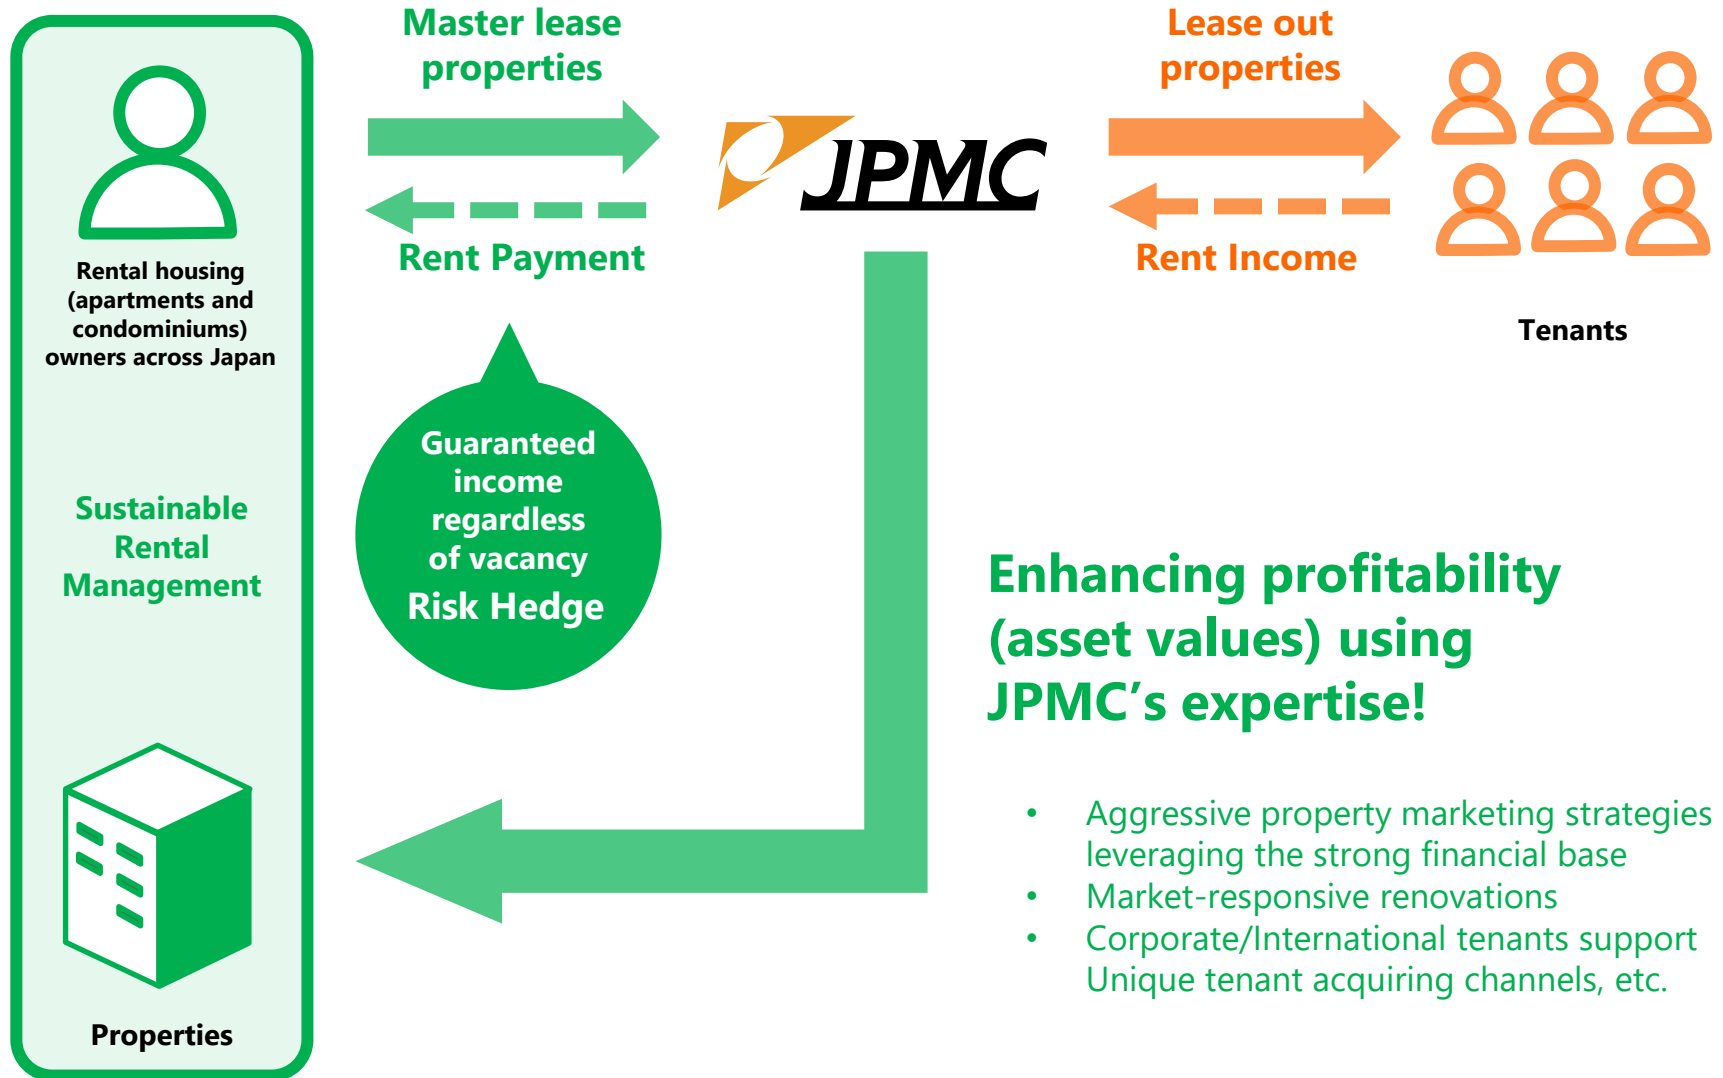 Master lease
properties
Rent Payment
JPMC
Lease out
properties
Rent Income
Tenants
Rental housing
(apartments and
condominiums)
owners across Japan
Sustainable
Rental
Management
Properties
Guaranteed
income
regardless
of vacancy
Risk Hedge
Enhancing profitability
(asset values) using
JPMC’s expertise!
• Aggressive property marketing strategies
leveraging the strong financial base
• Market-responsive renovations
• Corporate/International tenants support
Unique tenant acquiring channels, etc.